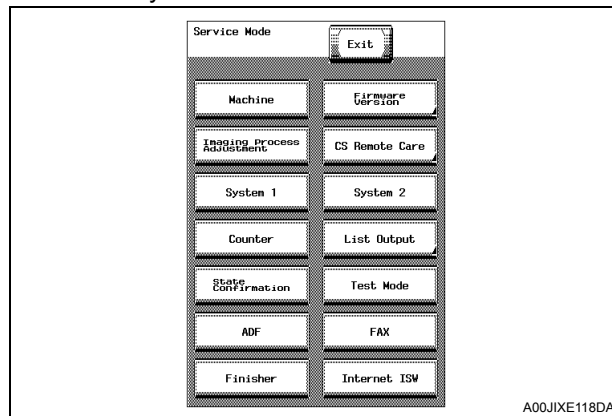 Service Mode
Exit
Machine
Firmware
Version
Imaging Process
Adjustment
CS Remote Care
System 1
System 2
Counter
List Output
State
Confirmation
Test Mode
ADF
FAX
Finisher
Internet ISW
A00JIXE118DA